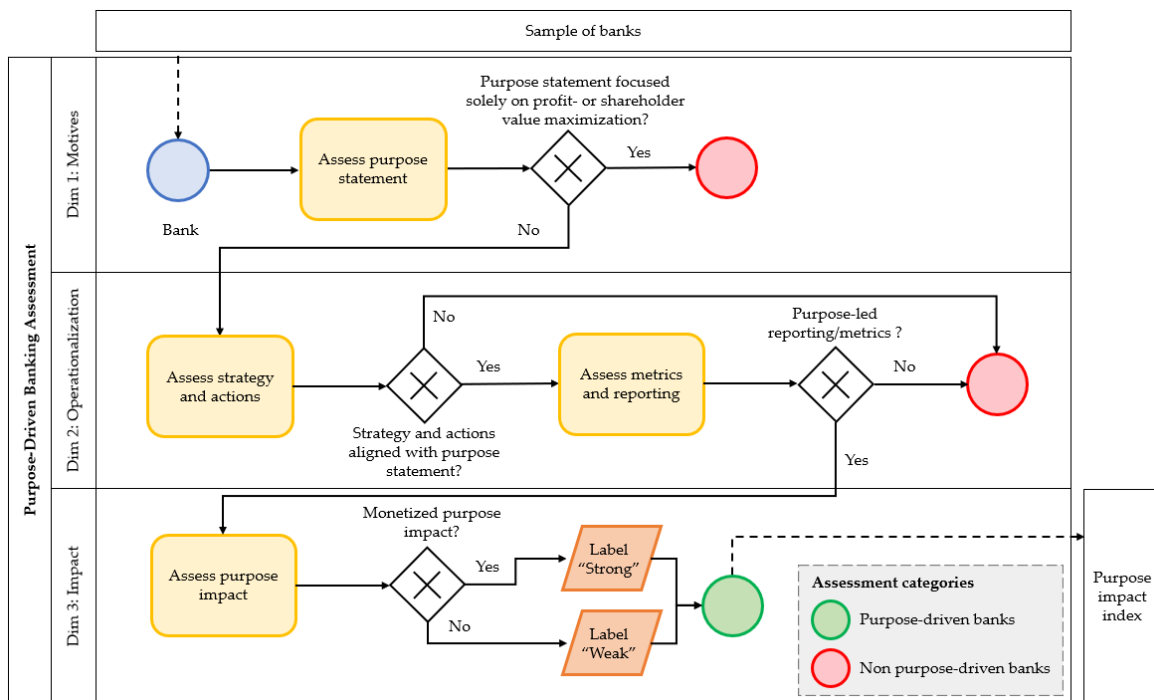 Sample of banks
Purpose-Driven Banking Assessment
Dim 1: Motives
Purpose statement focused
solely on profit- or shareholder
value maximization?
Assess purpose
statement
Yes
Bank
No
Dim 2: Operationalization
No
Purpose-led
reporting/metrics ?
Assess strategy
and actions
Yes
Assess metrics
and reporting
No
Strategy and actions
aligned with purpose
statement?
Yes
Dim 3: Impact
Monetized purpose
impact?
Assess purpose
impact
Yes
Label
“Strong”
No
Label
“Weak”
Assessment categories
Purpose-driven banks
Non purpose-driven banks
Purpose
impact
index